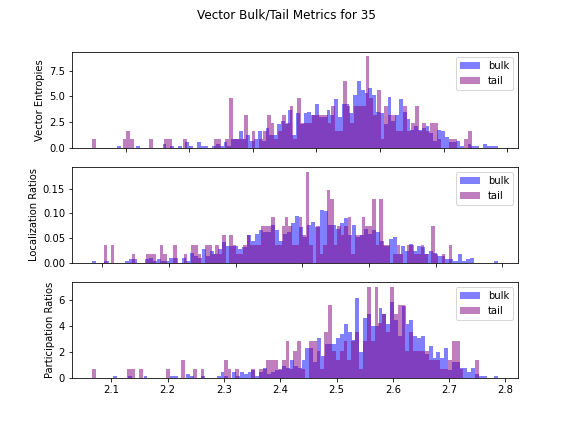 Vector Bulk/Tail Metrics for 35
Vector Entropies
7.5
5.0
2.5
0.0
bulk
tail
Localization Ratios
0.15
0.10
0.05
0.00
bulk
tail
Participation Ratios
6
4
2
0
bulk
tail
2.1 2.2 2.3 2.4 2.5 2.6 2.7 2.8